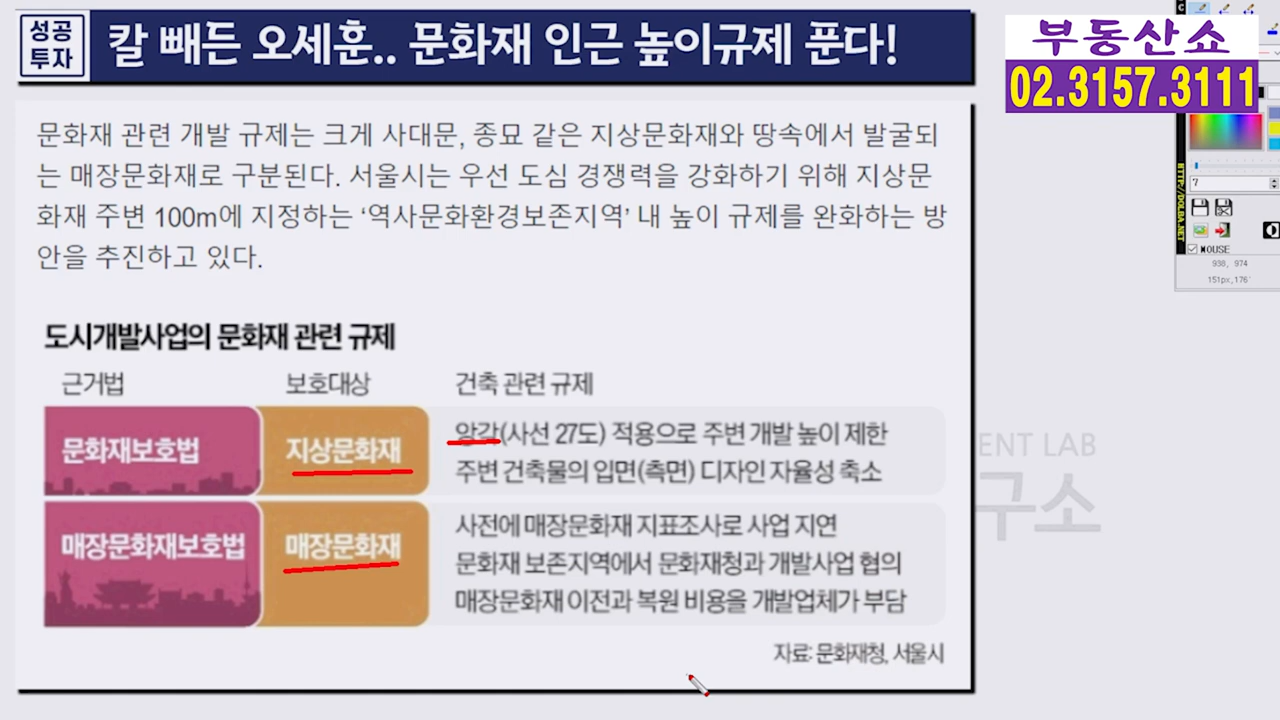 성공
투자
칼 빼든 오세훈.. 문화재 인근 높이규제 푼다!
부동산쇼
02.3157.3111
문화재 관련 개발 규제는 크게 사대문, 종묘 같은 지상문화재와 땅속에서 발굴되
는 매장문화재로 구분된다. 서울시는 우선 도심 경쟁력을 강화하기 위해 지상문
화재 주변 100m에 지정하는 ‘역사문화환경보존지역’ 내 높이 규제를 완화하는 방
안을 추진하고 있다.
도시개발사업의 문화재 관련 규제
근거법 보호대상 건축 관련 규제
문화재보호법 지상문화재 앙각(사선 27도) 적용으로 주변 개발 높이 제한
주변 건축물의 입면(측면) 디자인 자율성 축소
매장문화재보호법 매장문화재 사전에 매장문화재 지표조사로 사업 지연
문화재 보존지역에서 문화재청과 개발사업 협의
매장문화재 이전과 복원 비용을 개발업체가 부담
자료: 문화재청, 서울시
ENT LAB
구소
7
HTTP://DOLBA.NET
MOUSE
938, 974
151px,176°